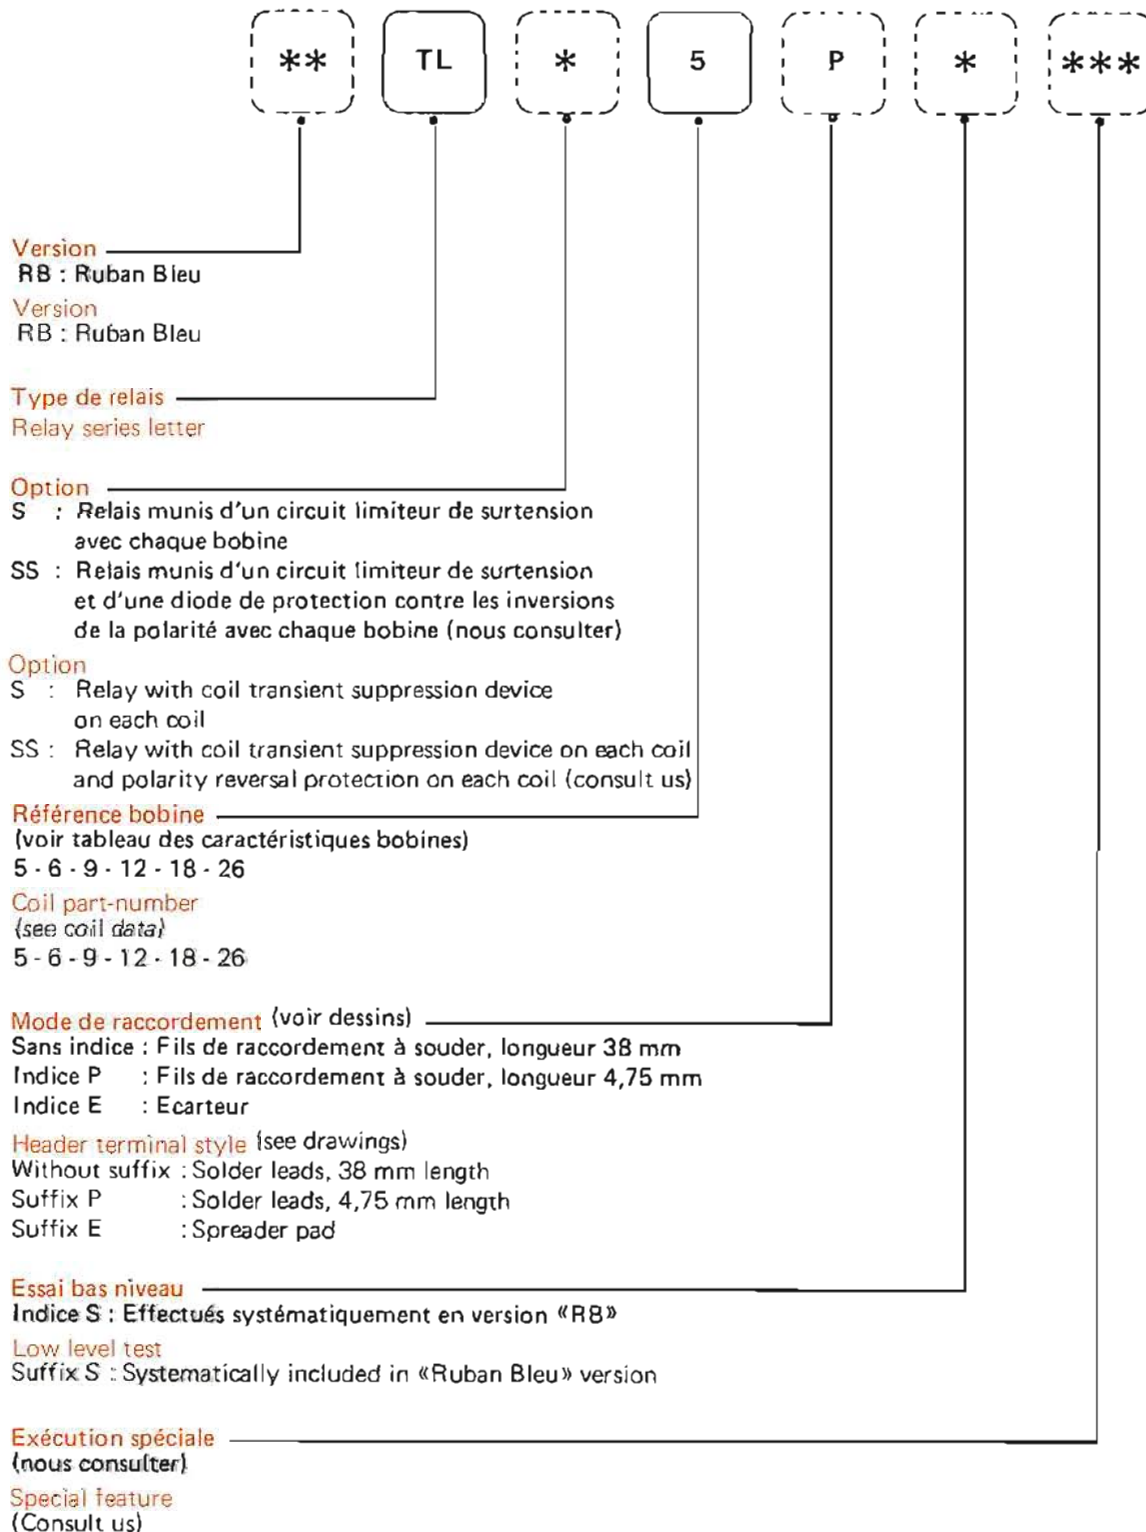 ** TL * 5 P * ***
Version
RB : Ruban Bleu
Version
RB : Ruban Bleu
Type de relais
Relay series letter
Option
S : Relais munis d'un circuit limiteur de surtension
avec chaque bobine
SS : Relais munis d'un circuit limiteur de surtension
et d'une diode de protection contre les inversions
de la polarité avec chaque bobine (nous consulter)
Option
S : Relay with coil transient suppression device
on each coil
SS : Relay with coil transient suppression device on each coil
and polarity reversal protection on each coil (consult us)
Référence bobine
(voir tableau des caractéristiques bobines)
5 - 6 - 9 - 12 - 18 - 26
Coil part-number
(see coil data)
5 - 6 - 9 - 12 - 18 - 26
Mode de raccordement (voir dessins)
Sans indice : Fils de raccordement à souder, longueur 38 mm
Indice P : Fils de raccordement à souder, longueur 4,75 mm
Indice E : Ecarteur
Header terminal style (see drawings)
Without suffix : Solder leads, 38 mm length
Suffix P : Solder leads, 4,75 mm length
Suffix E : Spreader pad
Essai bas niveau
Indice S : Effectués systématiquement en version «RB»
Low level test
Suffix S : Systematically included in «Ruban Bleu» version
Exécution spéciale
(nous consulter)
Special feature
(Consult us)